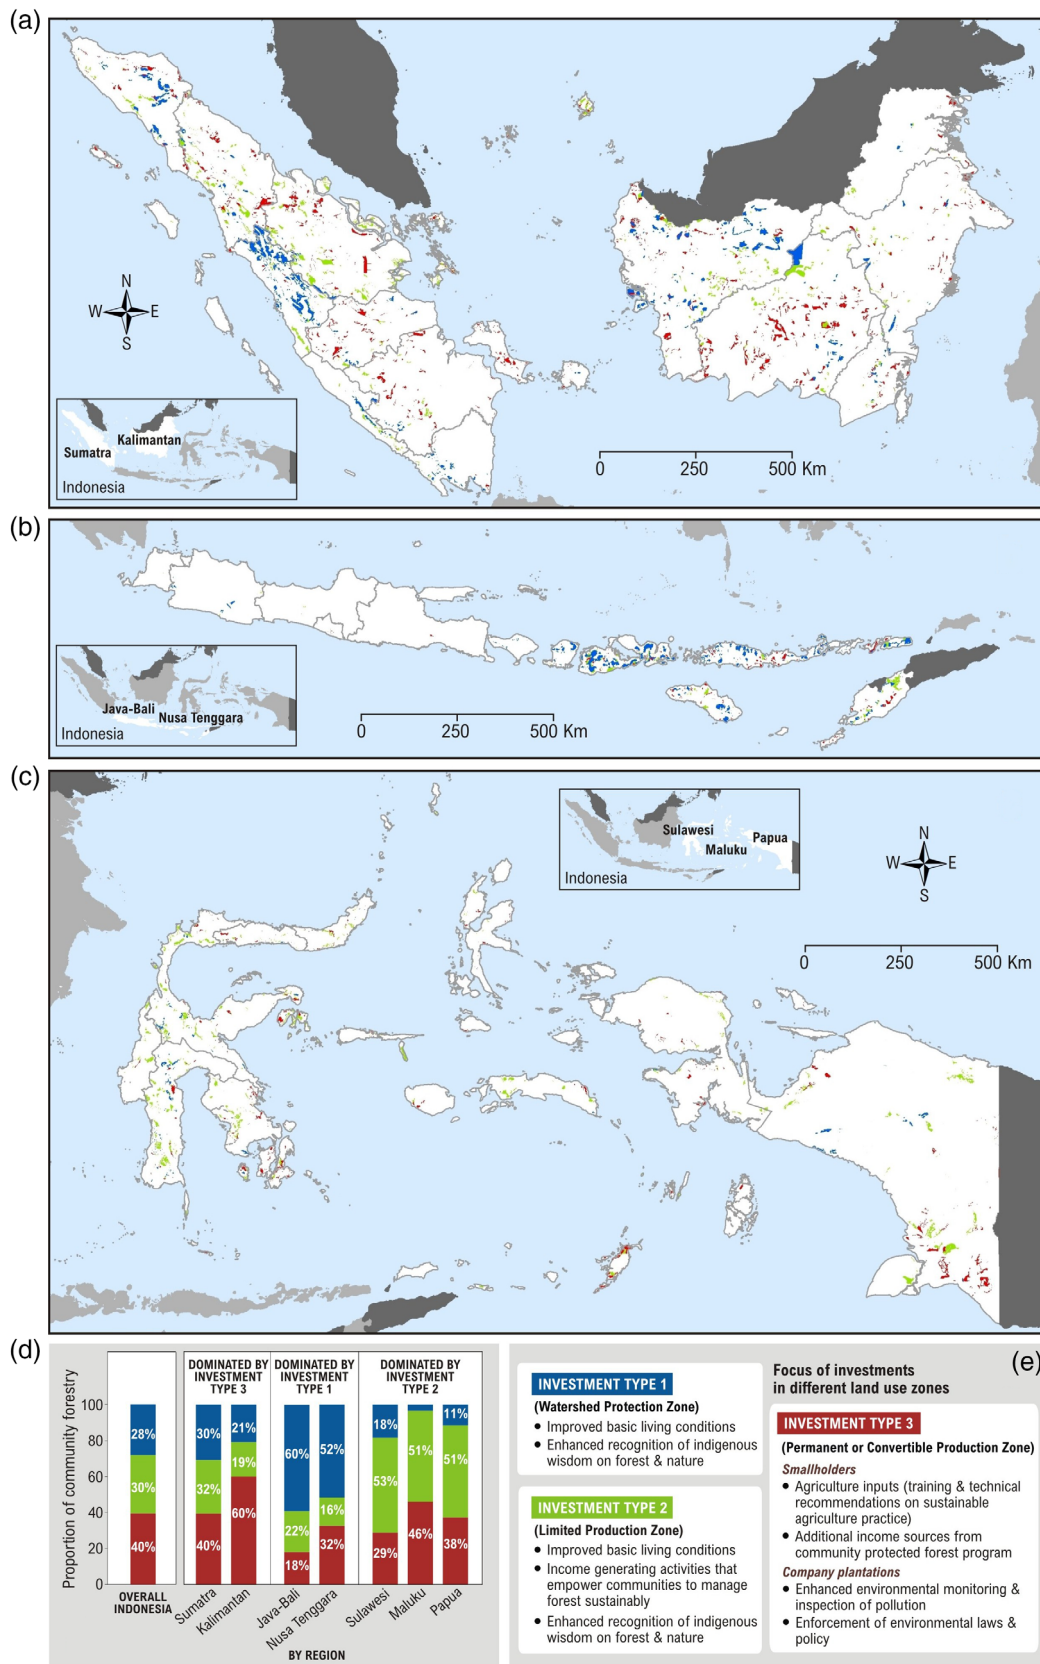 (a)
N
W E
S
Sumatra
Kalimantan
Indonesia
0 250 500 Km
(b)
Java-Bali
Nusa Tenggara
Indonesia
0 250 500 Km
(c)
Sulawesi
Maluku
Papua
Indonesia
N
W E
S
0 250 500 Km
(d)
Proportion of community forestry
100
80
60
40
20
0
DOMINATED BY
INVESTMENT
TYPE 3
DOMINATED BY
INVESTMENT
TYPE 1
DOMINATED BY
INVESTMENT
TYPE 2
28%
30%
40%
30%
32%
40%
21%
19%
60%
60%
22%
18%
52%
16%
32%
18%
53%
29%
51%
46%
11%
51%
38%
OVERALL
INDONESIA
Sumatra
Kalimantan
Java-Bali
Nusa Tenggara
Sulawesi
Maluku
Papua
BY REGION
(e)
Focus of investments
in different land use zones
INVESTMENT TYPE 1
(Watershed Protection Zone)
• Improved basic living conditions
• Enhanced recognition of indigenous
wisdom on forest & nature
INVESTMENT TYPE 2
(Limited Production Zone)
• Improved basic living conditions
• Income generating activities that
empower communities to manage
forest sustainably
• Enhanced recognition of indigenous
wisdom on forest & nature
INVESTMENT TYPE 3
(Permanent or Convertible Production Zone)
Smallholders
• Agriculture inputs (training & technical
recommendations on sustainable
agriculture practice)
• Additional income sources from
community protected forest program
Company plantations
• Enhanced environmental monitoring &
inspection of pollution
• Enforcement of environmental laws &
policy